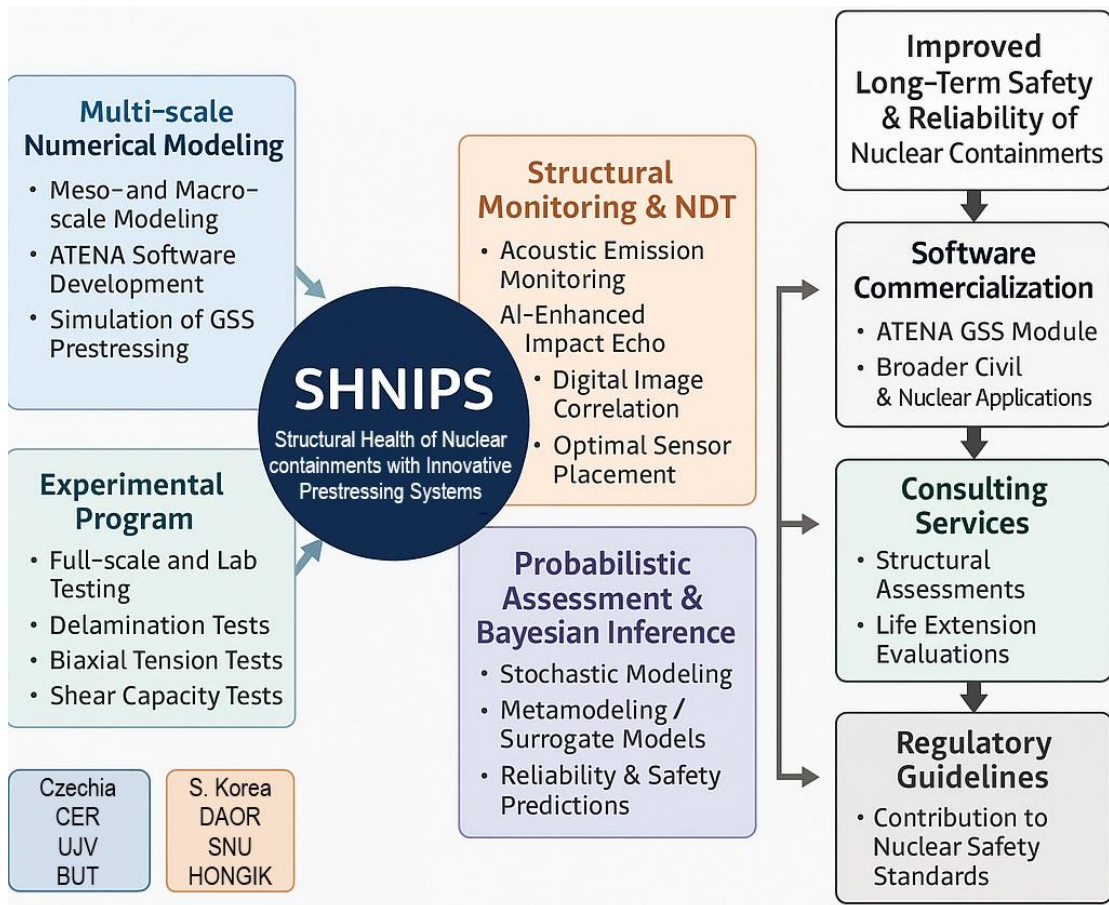 Multi-scale
Numerical Modeling
• Meso-and Macro-
scale Modeling
• ATENA Software
Development
• Simulation of GSS
Prestressing
Experimental
Program
• Full-scale and Lab
Testing
• Delamination Tests
• Biaxial Tension Tests
• Shear Capacity Tests
Czechia
CER
UJV
BUT
S. Korea
DAOR
SNU
HONGIK
SHNIPS
Structural Health of Nuclear
containments with Innovative
Prestressing Systems
Structural
Monitoring & NDT
• Acoustic Emission
Monitoring
Al-Enhanced
Impact Echo
• Digital Image
Correlation
• Optimal Sensor
Placement
Probabilistic
Assessment &
Bayesian Inference
• Stochastic Modeling
• Metamodeling /
Surrogate Models
• Reliability & Safety
Predictions
Improved
Long-Term Safety
& Reliability of
Nuclear Containmerts
Software
Commercialization
• ATENA GSS Module
• Broader Civil
& Nuclear Applications
Consulting
Services
• Structural
Assessments
• Life Extension
Evaluations
Regulatory
Guidelines
• Contribution to
Nuclear Safety
Standards